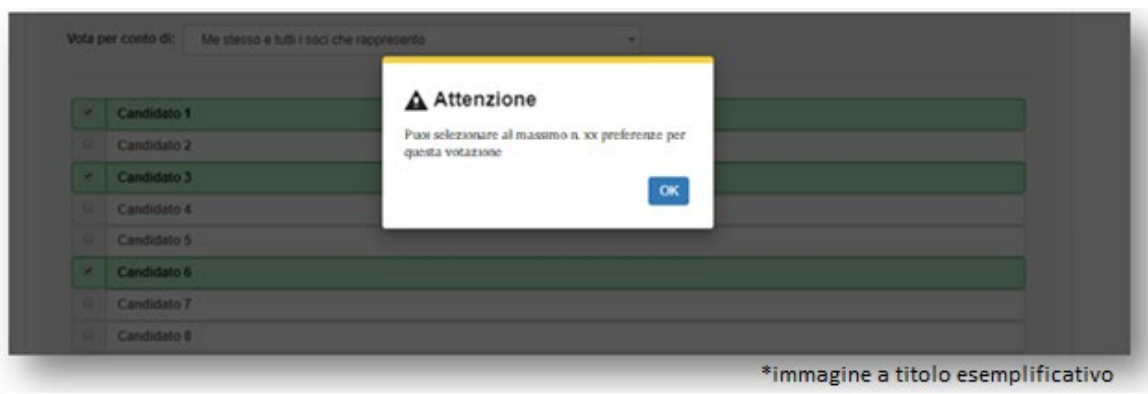 Vota per conto di: Me stesso e tutti i soci che rappresento
Attenzione
Puoi selezionare al massimo n. xx preferenze per
questa votazione
OK
Candidato 1
Candidato 2
Candidato 3
Candidato 4
Candidato 5
Candidato 6
Candidato 7
Candidato 8
*immagine a titolo esemplificativo